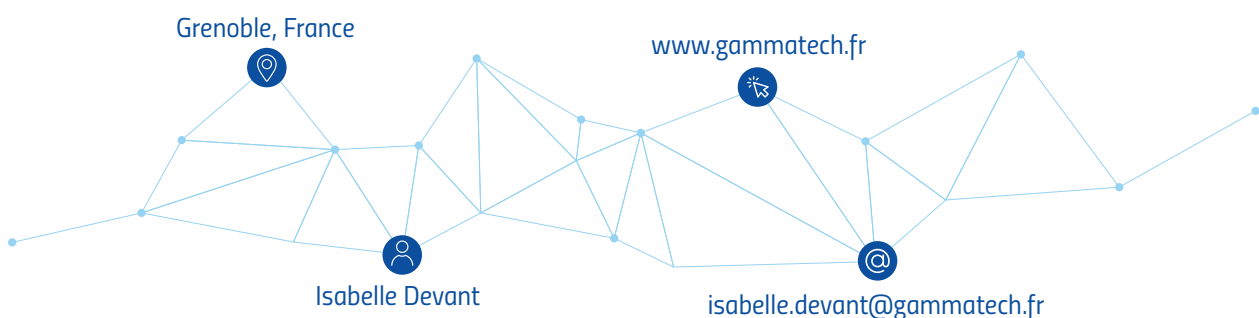 Grenoble, France
www.gammatech.fr
Isabelle Devant
isabelle.devant@gammatech.fr